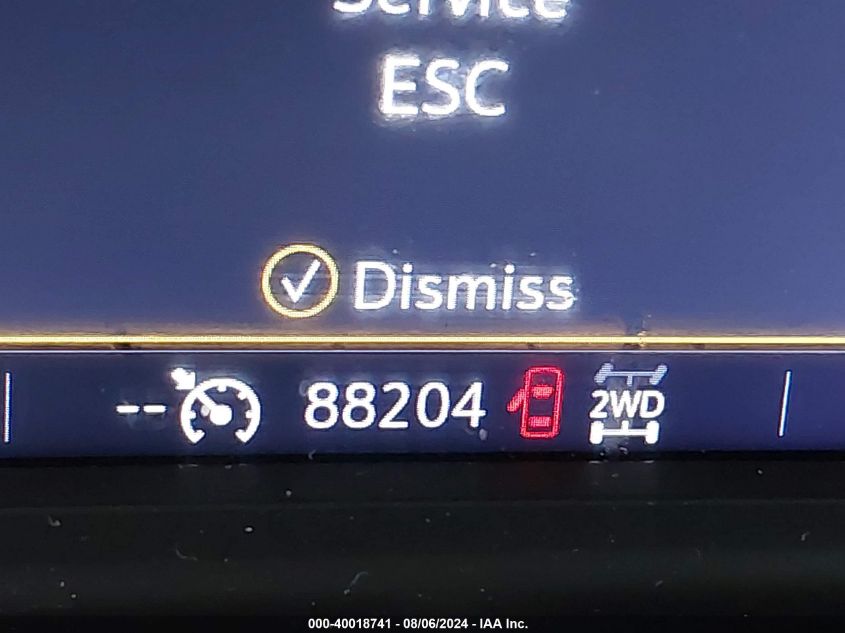 Service
ESC
Dismiss
-- 88204 2WD
000-40018741 - 08/06/2024 - IAA Inc.